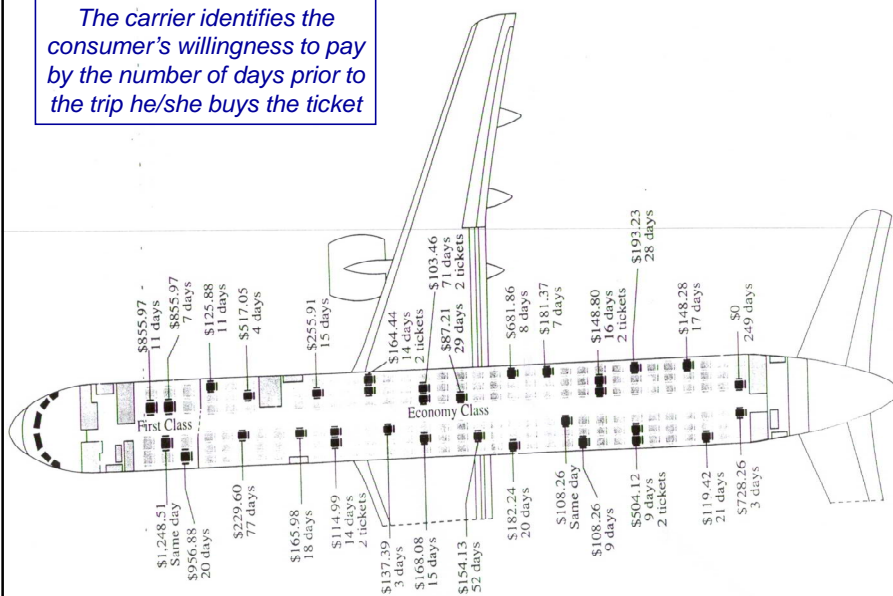 The carrier identifies the
consumer’s willingness to pay
by the number of days prior to
the trip he/she buys the ticket
$855.97
11 days
$855.97
7 days
$125.88
11 days
$517.05
4 days
$255.91
15 days
$164.44
14 days
2 tickets
$103.46
71 days
2 tickets
$87.21
29 days
$681.86
8 days
$181.37
7 days
$148.80
16 days
2 tickets
$193.23
28 days
$148.28
17 days
$0
249 days
First Class
Economy Class
$1,248.51
Same day
$956.88
20 days
$229.60
77 days
$165.98
18 days
$114.99
14 days
2 tickets
$137.39
3 days
$168.08
15 days
$154.13
52 days
$182.24
20 days
$108.26
Same day
$108.26
9 days
$504.12
9 days
2 tickets
$119.42
21 days
$728.26
3 days